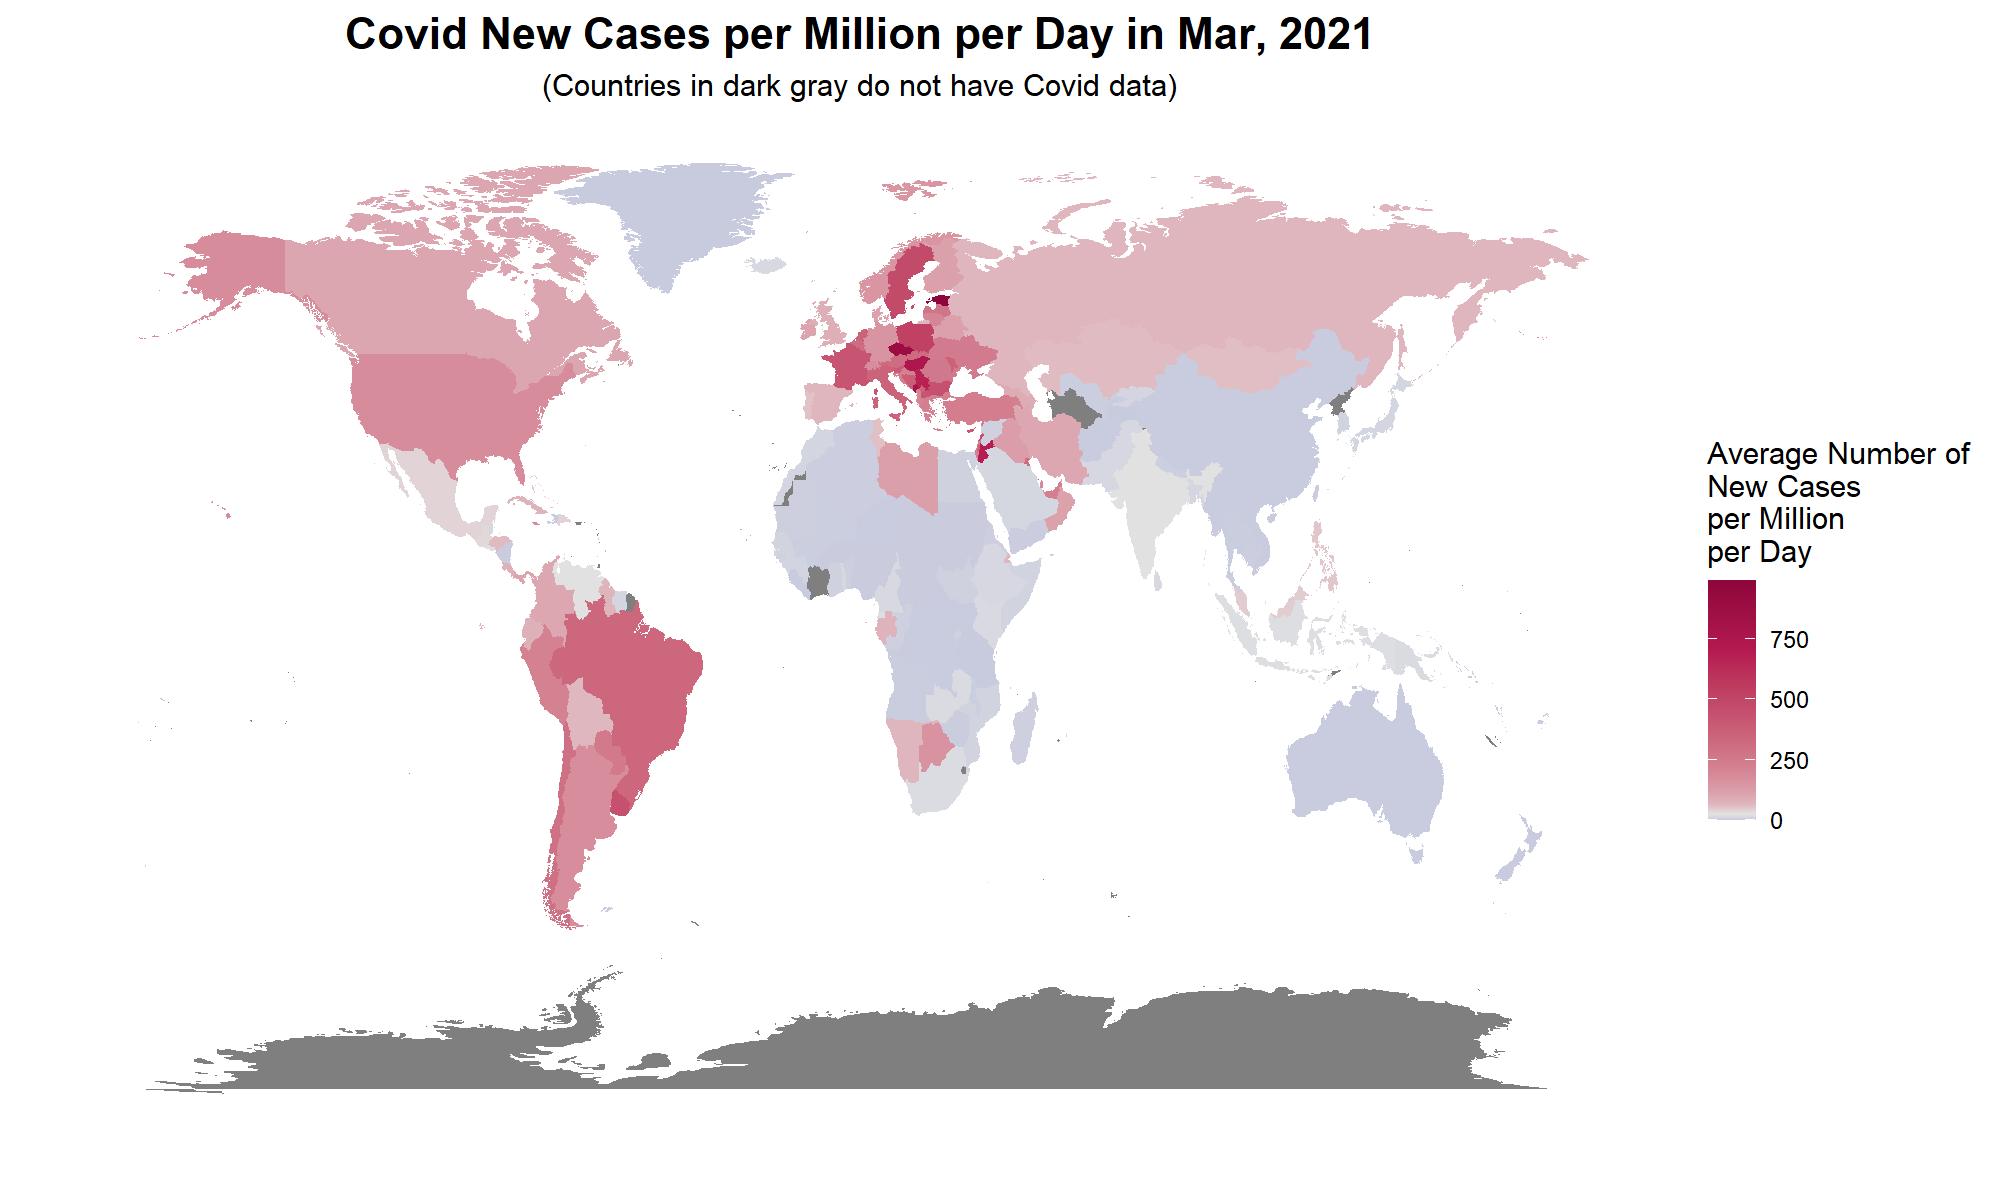 Covid New Cases per Million per Day in Mar, 2021
(Countries in dark gray do not have Covid data)
Average Number of
New Cases
per Million
per Day
750
500
250
0